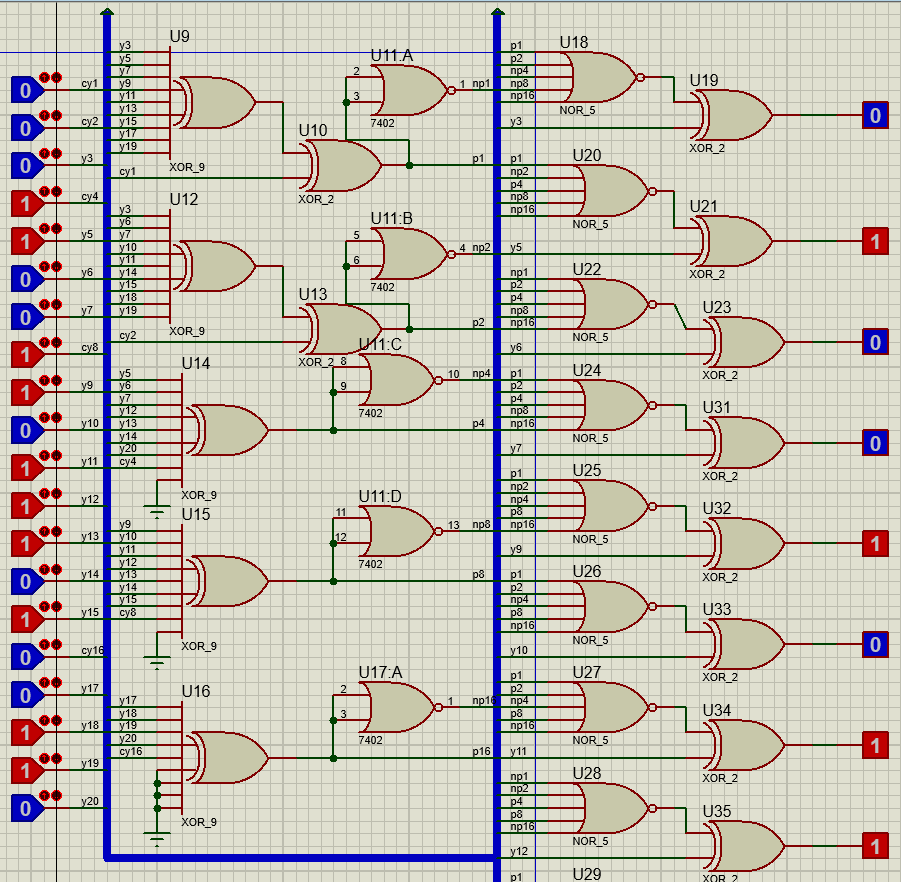 0 cy1
0 cy2
0 y3
1 cy4
1 y5
0 y6
0 y7
1 cy8
1 y9
0 y10
1 y11
1 y12
1 y13
0 y14
1 y15
0 cy16
0 y17
1 y18
1 y19
0 y20
U9
y3
y5
y7
y9
y11
y13
y15
y17
y19
XOR_9
cy1
U10
XOR_2
U11:A
2
3
1 np1
7402
p1
U12
y3
y6
y7
y10
y11
y14
y15
y18
y19
XOR_9
cy2
U13
XOR_2
U11:B
5
6
4 np2
7402
p2
U14
y5
y6
y7
y12
y13
y14
y20
cy4
XOR_9
U11:C
8
9
10 np4
7402
p4
U15
y9
y10
y11
y12
y13
y14
y15
cy8
XOR_9
U11:D
11
12
13 np8
7402
p8
U16
y17
y18
y19
y20
cy16
XOR_9
U17:A
2
3
1 np16
7402
p16
U18
p1
p2
np4
np8
np16
NOR_5
y3
U19
XOR_2
0
U20
p1
np2
p4
np8
np16
NOR_5
y5
U21
XOR_2
1
U22
np1
p2
p4
np8
np16
NOR_5
y6
U23
XOR_2
0
U24
p1
p2
p4
np8
np16
NOR_5
y7
U31
XOR_2
0
U25
p1
np2
np4
p8
np16
NOR_5
y9
U32
XOR_2
1
U26
p1
p2
np4
p8
np16
NOR_5
y10
U33
XOR_2
0
U27
p1
p2
np4
p8
np16
NOR_5
y11
U34
XOR_2
1
U28
np1
np2
p4
p8
np16
NOR_5
y12
U35
XOR_2
1
U29
p1